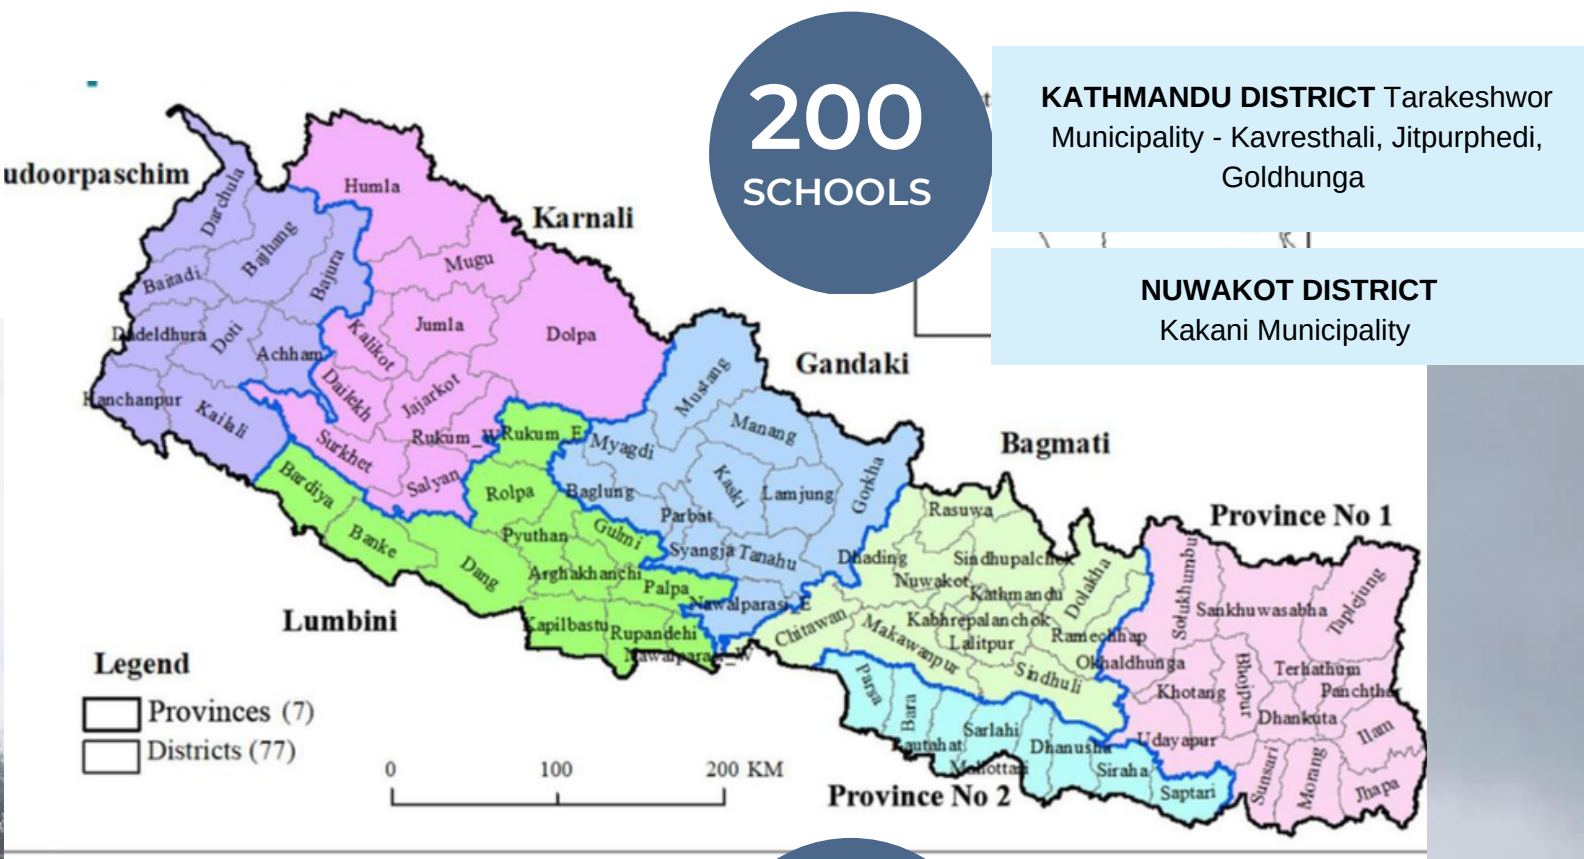 200
SCHOOLS
KATHMANDU DISTRICT Tarakeshwor
Municipality - Kavresthali, Jitpurphedi,
Goldhunga
NUWAKOT DISTRICT
Kakani Municipality
udoorpaschim
Karnali
Gandaki
Bagmati
Province No 1
Lumbini
Province No 2
Darchula
Bajhang
Bajura
Baitadi
Dadeldhura
Doti
Achham
Kanchanpur
Kailali
Humla
Mugu
Jumla
Kalikot
Dolpa
Dailekh
Jajarkot
Rukum_W
Surkhet
Salyan
Rukum_E
Rolpa
Bardiya
Banke
Dang
Pyuthan
Gulmi
Arghakhanchi
Palpa
Kapilbastu
Rupandehi
Nawalparasi_W
Mustang
Manang
Myagdi
Kaski
Lamjung
Gorkha
Baglung
Parbat
Syangja
Tanahu
Nawalparasi_E
Rasuwa
Dhading
Sindhupalchok
Nuwakot
Kathmandu
Dolakha
Kabhrepalanchok
Lalitpur
Chitawan
Makawanpur
Ramechhap
Sindhuli
Solukhumbu
Sankhuwasabha
Taplejung
Okhaldhunga
Khotang
Bhojpur
Terhathum
Panchthar
Dhankuta
Ilam
Udayapur
Sunsari
Morang
Jhapa
Parsa
Bara
Rautahat
Sarlahi
Mahottari
Dhanusha
Siraha
Saptari
Legend
Provinces (7)
Districts (77)
0 100 200 KM